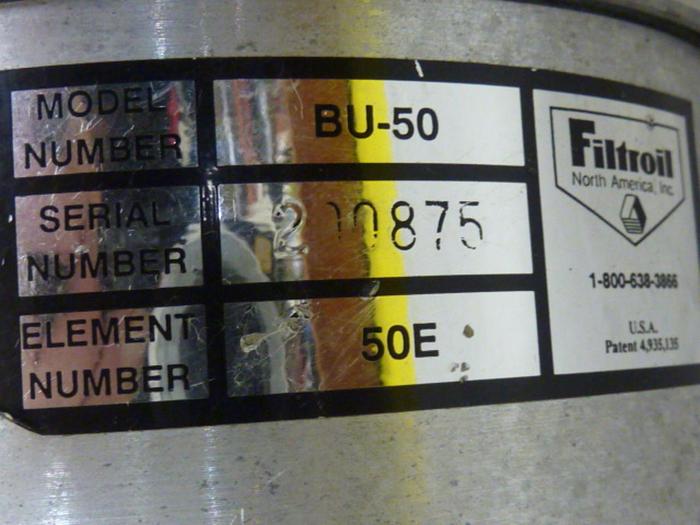 MODEL
NUMBER
BU-50
SERIAL
NUMBER
ELEMENT
NUMBER
50E
Filtroil
North America, Inc.
1-800-638-3866
U.S.A.
Patent 4,935,135